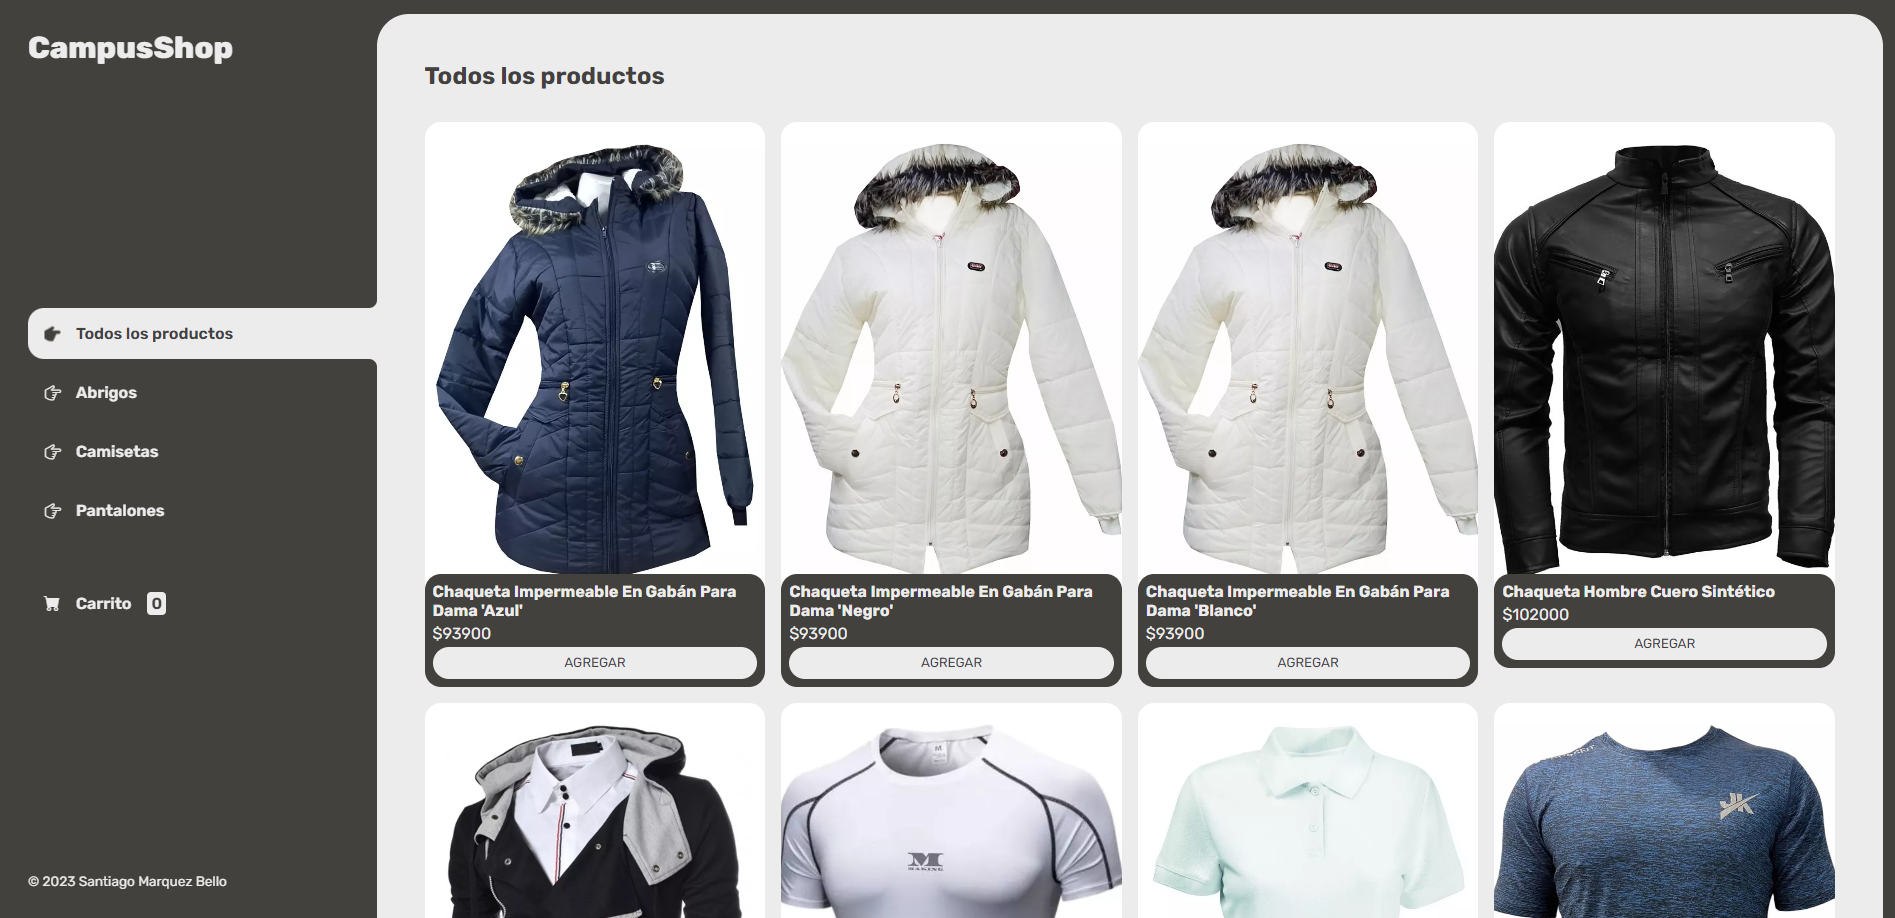 CampusShop
Todos los productos
Abrigos
Camisetas
Pantalones
Carrito 0
© 2023 Santiago Marquez Bello
Todos los productos
Chaqueta Impermeable En Gabán Para
Dama 'Azul'
$93900
AGREGAR
Chaqueta Impermeable En Gabán Para
Dama 'Negro'
$93900
AGREGAR
Chaqueta Impermeable En Gabán Para
Dama 'Blanco'
$93900
AGREGAR
Chaqueta Hombre Cuero Sintético
$102000
AGREGAR
M
M
MAKING
JK